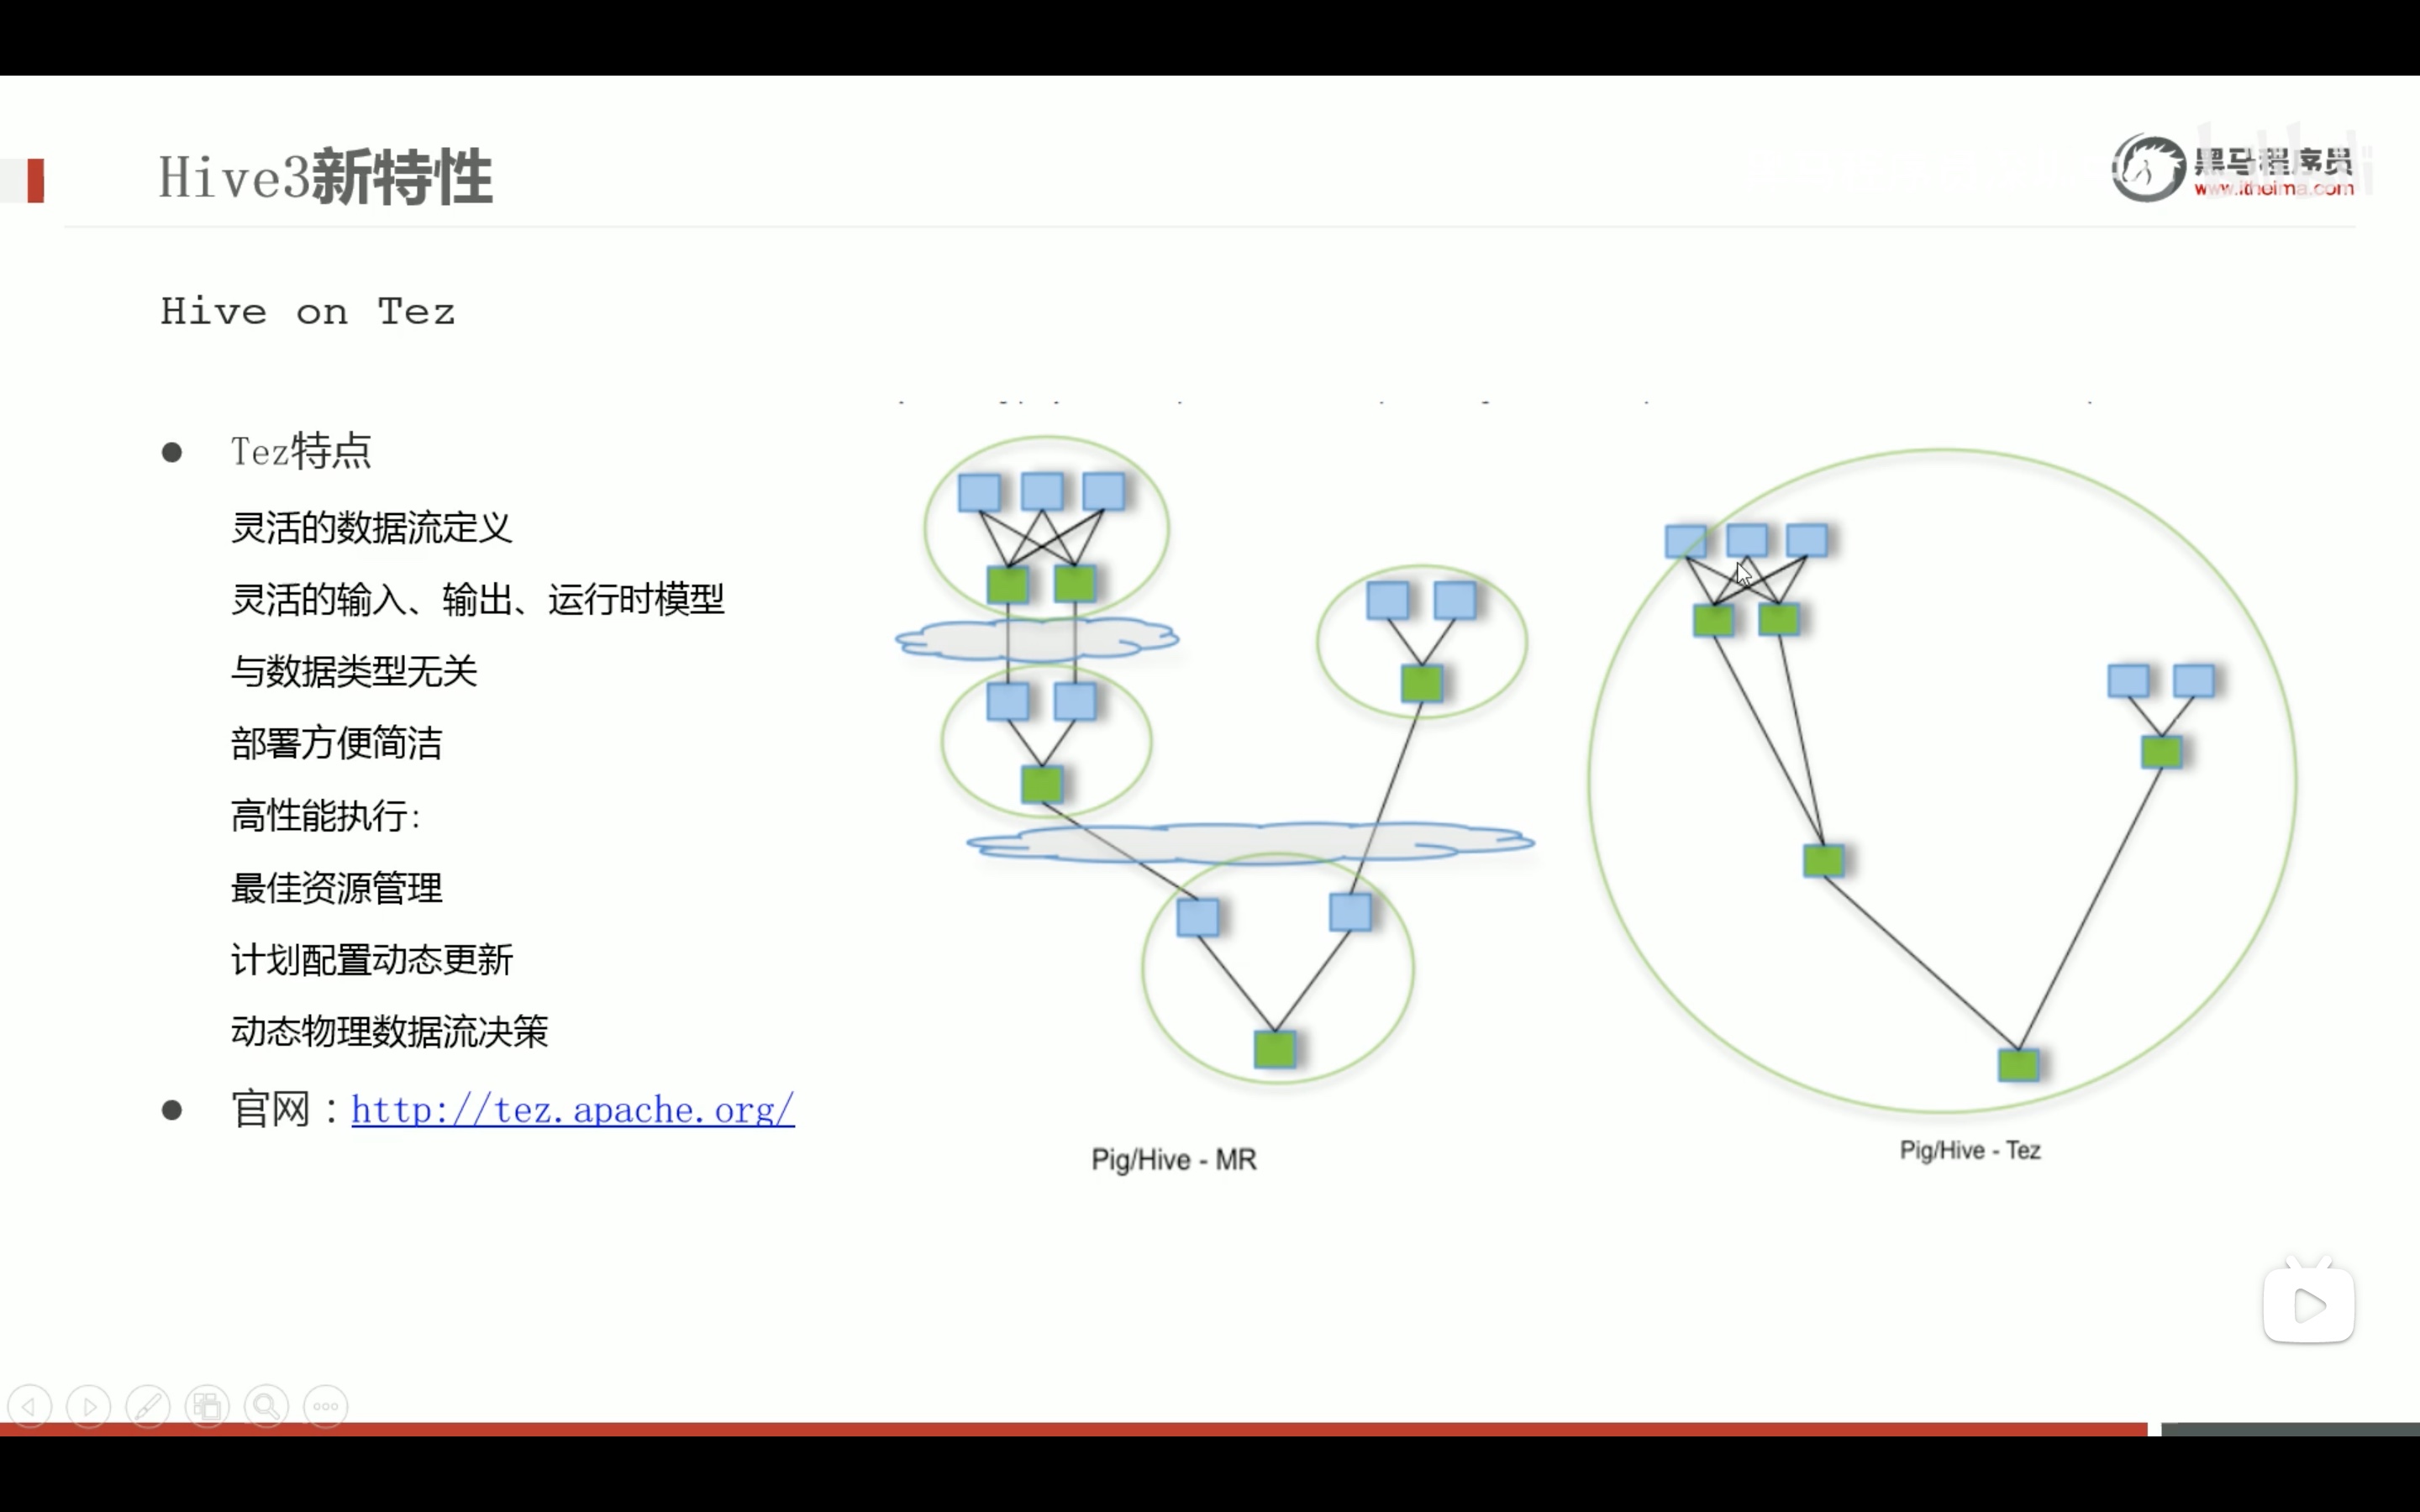 Hive3新特性
黑马程序员
www.itheima.com
Hive on Tez
Tez特点
灵活的数据流定义
灵活的输入、输出、运行时模型
与数据类型无关
部署方便简洁
高性能执行:
最佳资源管理
计划配置动态更新
动态物理数据流决策
官网：http://tez.apache.org/
Pig/Hive - MR
Pig/Hive - Tez